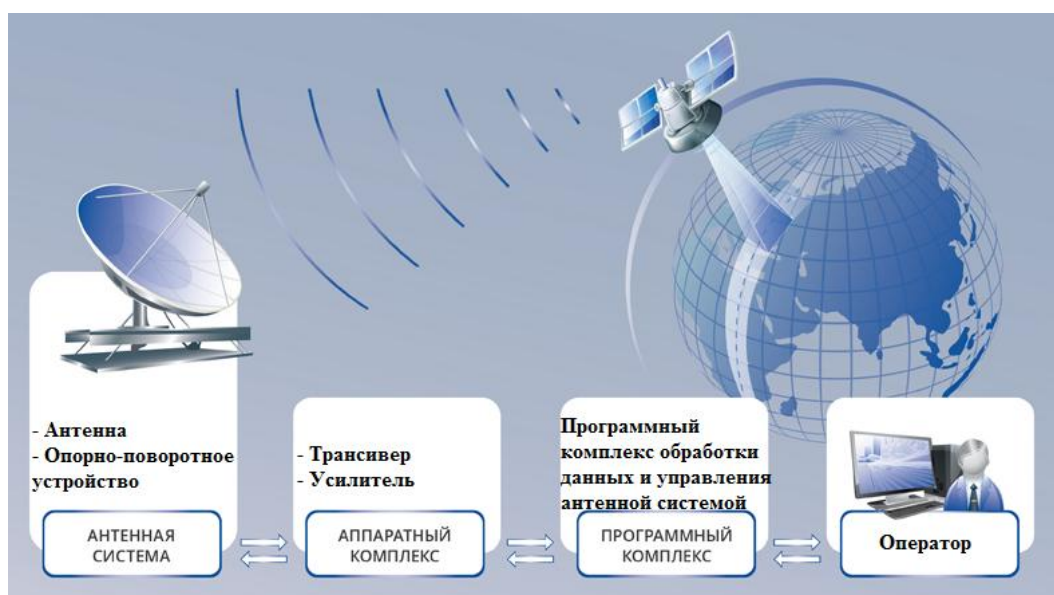 - Антенна
- Опорно-поворотное
устройство
АНТЕННАЯ
СИСТЕМА
- Трансивер
- Усилитель
АППАРАТНЫЙ
КОМПЛЕКС
Программный
комплекс обработки
данных и управления
антенной системой
ПРОГРАММНЫЙ
КОМПЛЕКС
Оператор